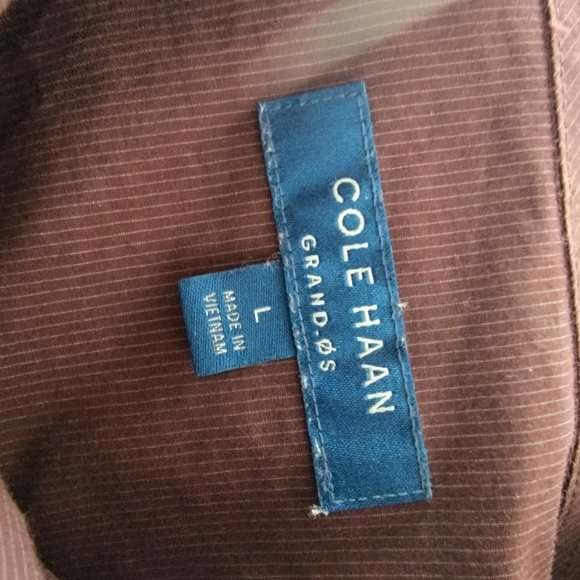 COLE HAAN
GRAND.ØS
L
MADE IN
VIETNAM